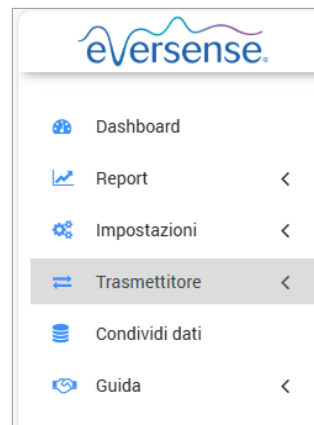 eversense.
Dashboard
Report
Impostazioni
Trasmettitore
Condividi dati
Guida